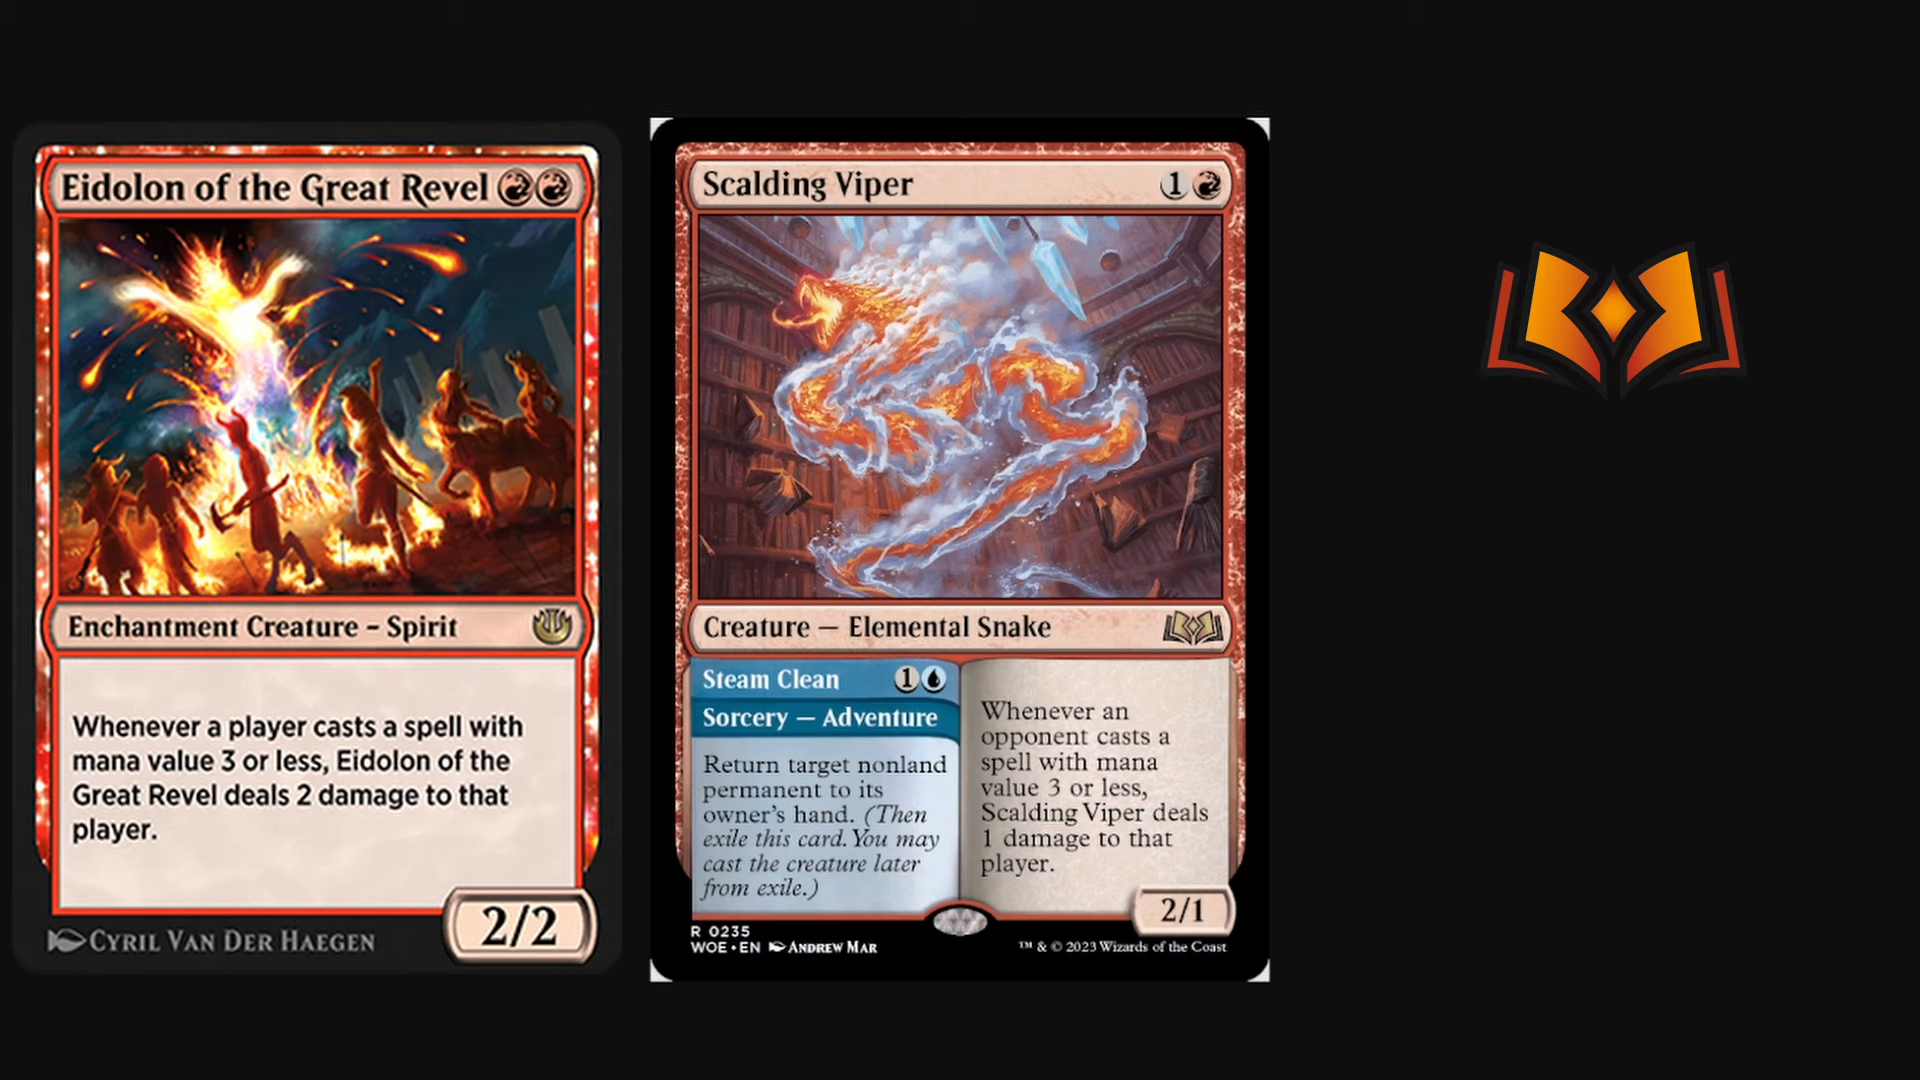 Eidolon of the Great Revel
Enchantment Creature – Spirit
Whenever a player casts a spell with
mana value 3 or less, Eidolon of the
Great Revel deals 2 damage to that
player.
2/2
Cyril Van Der Haegen
Scalding Viper 1
Creature — Elemental Snake
Steam Clean 1
Sorcery — Adventure
Return target nonland
permanent to its
owner's hand. (Then
exile this card. You may
cast the creature later
from exile.)
Whenever an
opponent casts a
spell with mana
value 3 or less,
Scalding Viper deals
1 damage to that
player.
2/1
R 0235
WOE • EN Andrew Mar
™ & © 2023 Wizards of the Coast